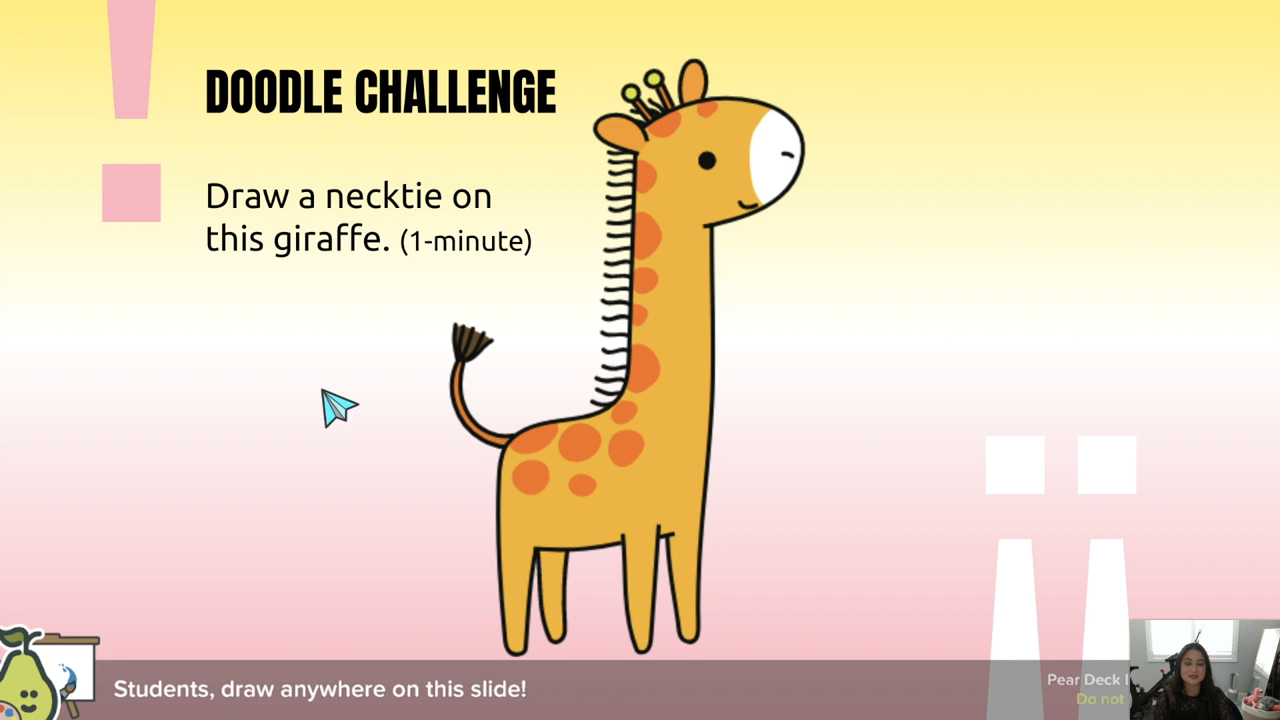 DOODLE CHALLENGE
Draw a necktie on
this giraffe. (1-minute)
Students, draw anywhere on this slide!
Pear Deck
Do not